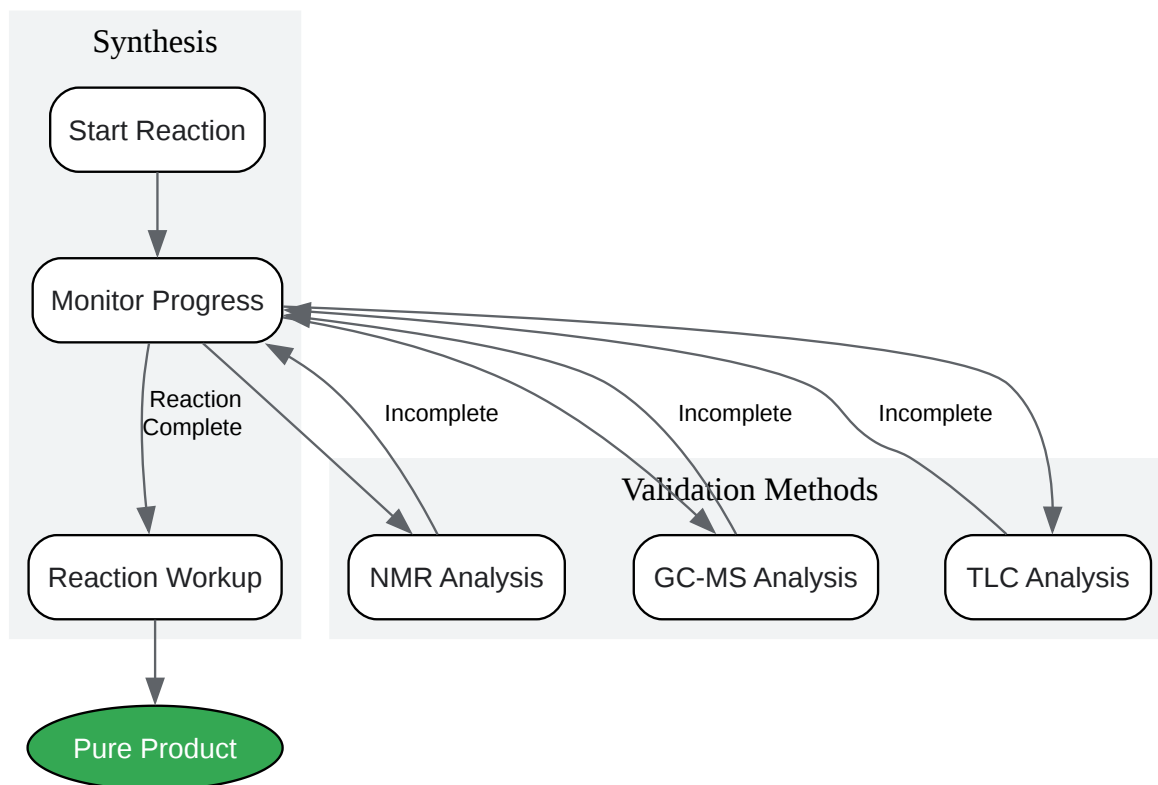 Synthesis
Start Reaction
Monitor Progress
Reaction
Complete
Incomplete
Incomplete
Incomplete
Validation Methods
Reaction Workup
NMR Analysis
GC-MS Analysis
TLC Analysis
Pure Product